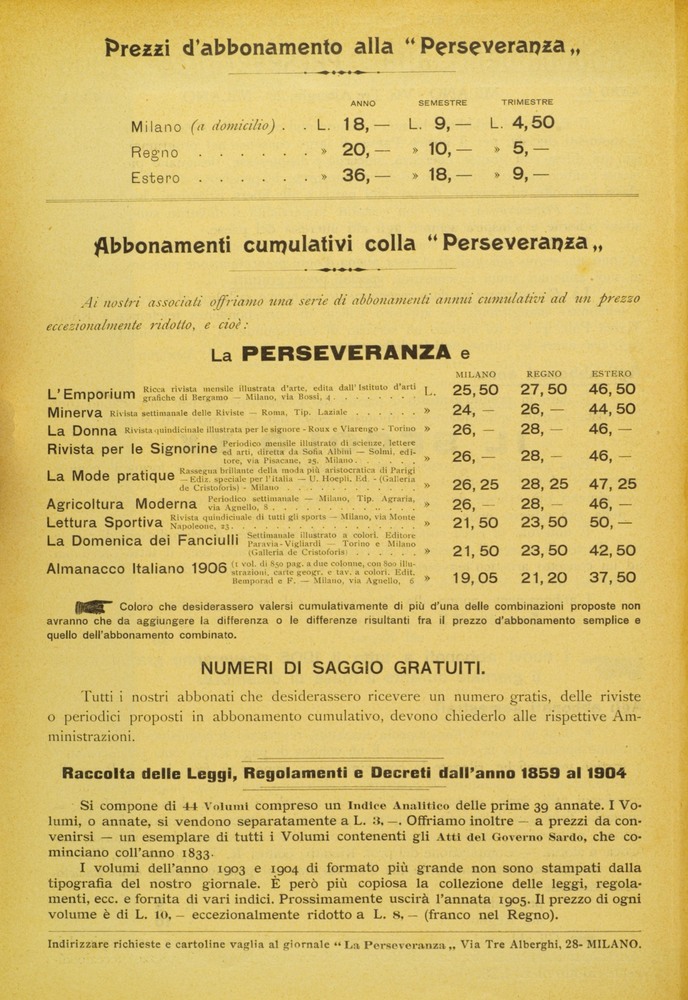 Prezzi d'abbonamento alla “Perseveranza„
ANNO SEMESTRE TRIMESTRE
Milano (a domicilio) . . L. 18,— L. 9,— L. 4,50
Regno . . . . . . » 20,— » 10,— » 5,—
Estero . . . . . . » 36,— » 18,— » 9,—
Abbonamenti cumulativi colla “Perseveranza„
Ai nostri associati offriamo una serie di abbonamenti annui cumulativi ad un prezzo
eccezionalmente ridotto, e cioè:
La PERSEVERANZA e
MILANO REGNO ESTERO
L'Emporium Ricca rivista mensile illustrata d'arte, edita dall'Istituto d'arti
grafiche di Bergamo — Milano, via Bossi, 4 . . . . . . . . L. 25,50 27,50 46,50
Minerva Rivista settimanale delle Riviste — Roma, Tip. Laziale . . . . . . » 24, — 26, — 44,50
La Donna Rivista quindicinale illustrata per le signore - Roux e Viarengo - Torino » 26, — 28, — 46, —
Rivista per le Signorine Periodico mensile illustrato di scienze, lettere
ed arti, diretta da Sofia Albini — Solmi, edi-
tore, via Pisacane, 25, Milano . . . . . » 26, — 28, — 46, —
La Mode pratique Rassegna brillante della moda più aristocratica di Parigi
— Ediz. speciale per l'Italia — U. Hoepli, Ed. - (Galleria
de Cristoforis) - Milano . . . . . . . . . » 26,25 28,25 47,25
Agricoltura Moderna Periodico settimanale — Milano, Tip. Agraria,
via Agnello, 8 . . . . . . . . . » 26, — 28, — 46, —
Lettura Sportiva Rivista quindicinale di tutti gli sports — Milano, via Monte
Napoleone, 23 . . . . . . . . . . » 21,50 23,50 50, —
La Domenica dei Fanciulli Settimanale illustrato a colori. Editore
Paravia-Vigliardi — Torino e Milano
(Galleria de Cristoforis) . . . . . . » 21,50 23,50 42,50
Almanacco Italiano 1906 (1 vol. di 850 pag. a due colonne, con 800 illu-
strazioni, carte geogr. e tav. a colori. Edit.
Bemporad e F. — Milano, via Agnello, 6 » 19,05 21,20 37,50
Coloro che desiderassero valersi cumulativamente di più d'una delle combinazioni proposte non
avranno che da aggiungere la differenza o le differenze risultanti fra il prezzo d'abbonamento semplice e
quello dell'abbonamento combinato.
NUMERI DI SAGGIO GRATUITI.
Tutti i nostri abbonati che desiderassero ricevere un numero gratis, delle riviste
o periodici proposti in abbonamento cumulativo, devono chiederlo alle rispettive Am-
ministrazioni.
Raccolta delle Leggi, Regolamenti e Decreti dall'anno 1859 al 1904
Si compone di 44 Volumi compreso un Indice Analitico delle prime 39 annate. I Vo-
lumi, o annate, si vendono separatamente a L. 3, —. Offriamo inoltre — a prezzi da con-
venirsi — un esemplare di tutti i Volumi contenenti gli Atti del Governo Sardo, che co-
minciano coll'anno 1833.
I volumi dell'anno 1903 e 1904 di formato più grande non sono stampati dalla
tipografia del nostro giornale. È però più copiosa la collezione delle leggi, regola-
menti, ecc. e fornita di vari indici. Prossimamente uscirà l'annata 1905. Il prezzo di ogni
volume è di L. 10, — eccezionalmente ridotto a L. 8, — (franco nel Regno).
Indirizzare richieste e cartoline vaglia al giornale “La Perseveranza„ Via Tre Alberghi, 28- MILANO.